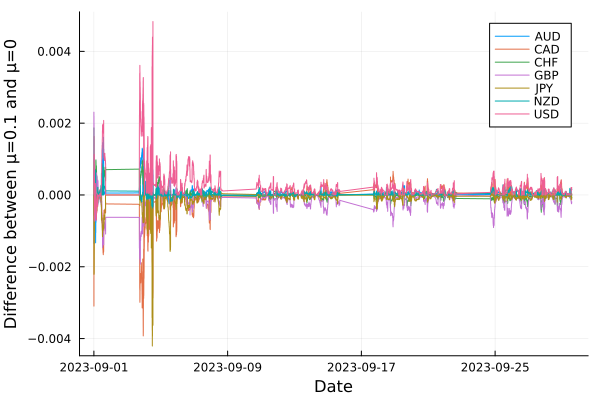 Difference between μ=0.1 and μ=0
0.004
0.002
0.000
−0.002
−0.004
AUD
CAD
CHF
GBP
JPY
NZD
USD
2023-09-01
2023-09-09
2023-09-17
2023-09-25
Date